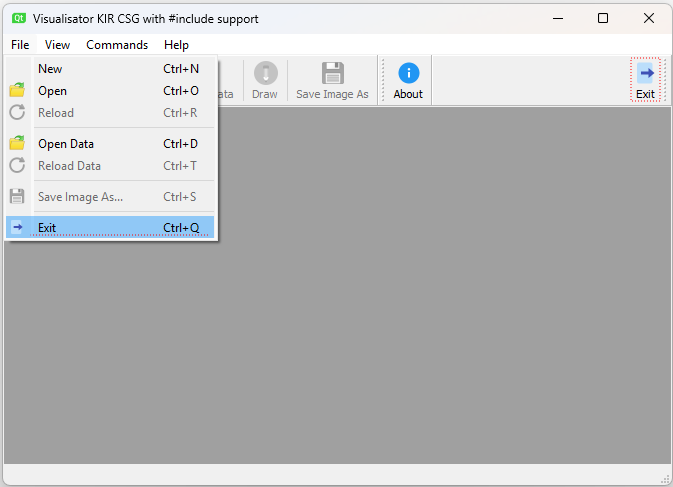 Qt Visualisator KIR CSG with #include support
File View Commands Help
New Ctrl+N
Open Ctrl+O
Reload Ctrl+R
Open Data Ctrl+D
Reload Data Ctrl+T
Save Image As... Ctrl+S
Exit Ctrl+Q
ata Draw Save Image As About Exit